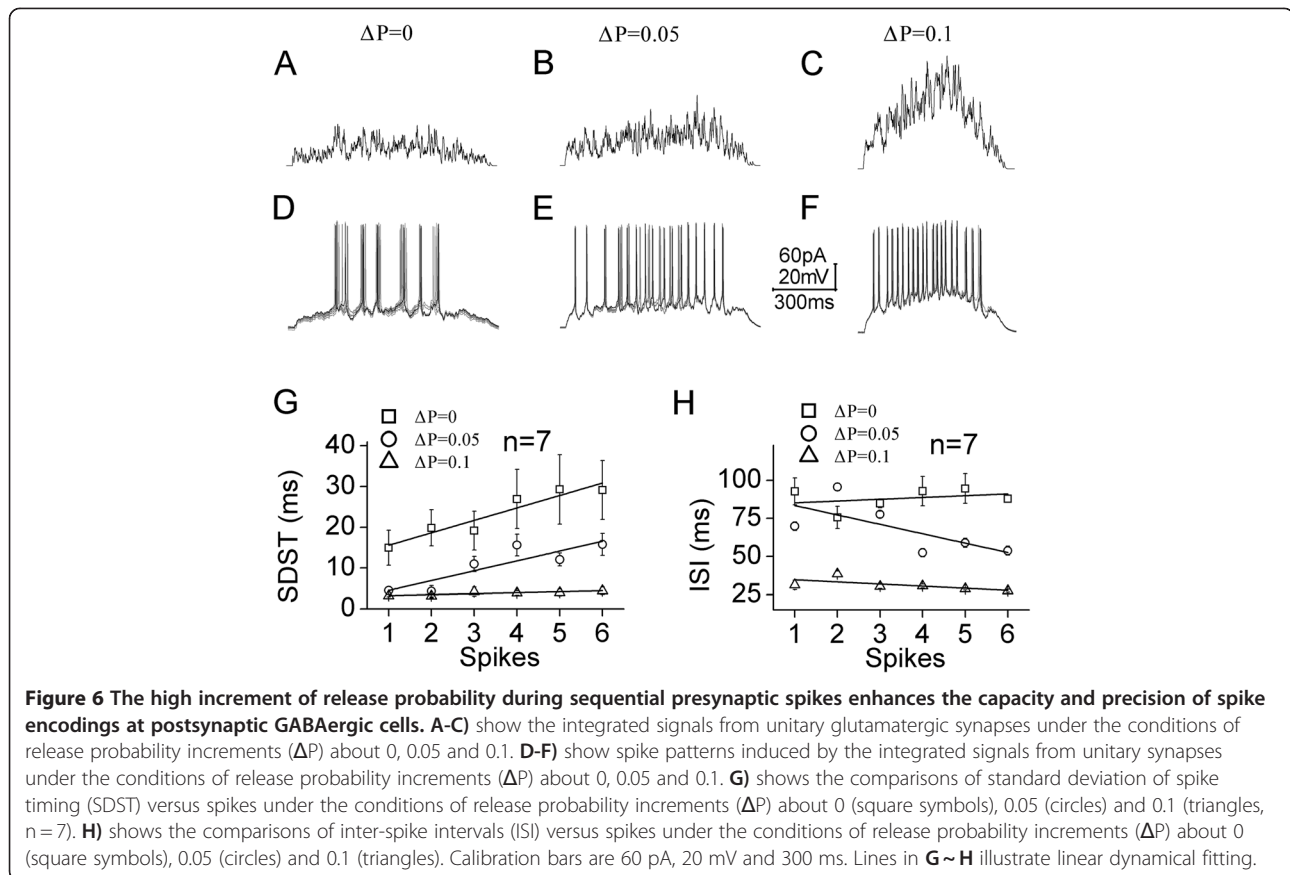 ΔP=0 ΔP=0.05 ΔP=0.1
A B C
D E F
60pA
20mV
300ms
G
ΔP=0
ΔP=0.05
ΔP=0.1
n=7
SDST (ms)
40
30
20
10
0
1 2 3 4 5 6
Spikes
H
ΔP=0
ΔP=0.05
ΔP=0.1
n=7
ISI (ms)
100
75
50
25
1 2 3 4 5 6
Spikes
Figure 6 The high increment of release probability during sequential presynaptic spikes enhances the capacity and precision of spike
encodings at postsynaptic GABAergic cells. A-C) show the integrated signals from unitary glutamatergic synapses under the conditions of
release probability increments (ΔP) about 0, 0.05 and 0.1. D-F) show spike patterns induced by the integrated signals from unitary synapses
under the conditions of release probability increments (ΔP) about 0, 0.05 and 0.1. G) shows the comparisons of standard deviation of spike
timing (SDST) versus spikes under the conditions of release probability increments (ΔP) about 0 (square symbols), 0.05 (circles) and 0.1 (triangles,
n = 7). H) shows the comparisons of inter-spike intervals (ISI) versus spikes under the conditions of release probability increments (ΔP) about 0
(square symbols), 0.05 (circles) and 0.1 (triangles). Calibration bars are 60 pA, 20 mV and 300 ms. Lines in G ~ H illustrate linear dynamical fitting.